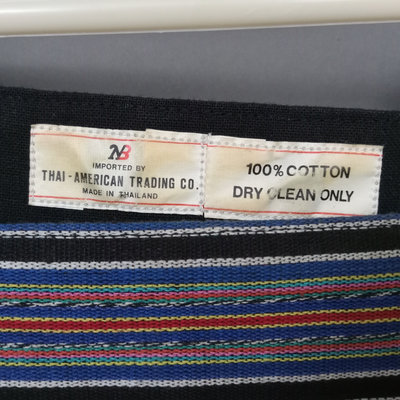 NB
IMPORTED BY
THAI-AMERICAN TRADING CO.
MADE IN THAILAND
100% COTTON
DRY CLEAN ONLY